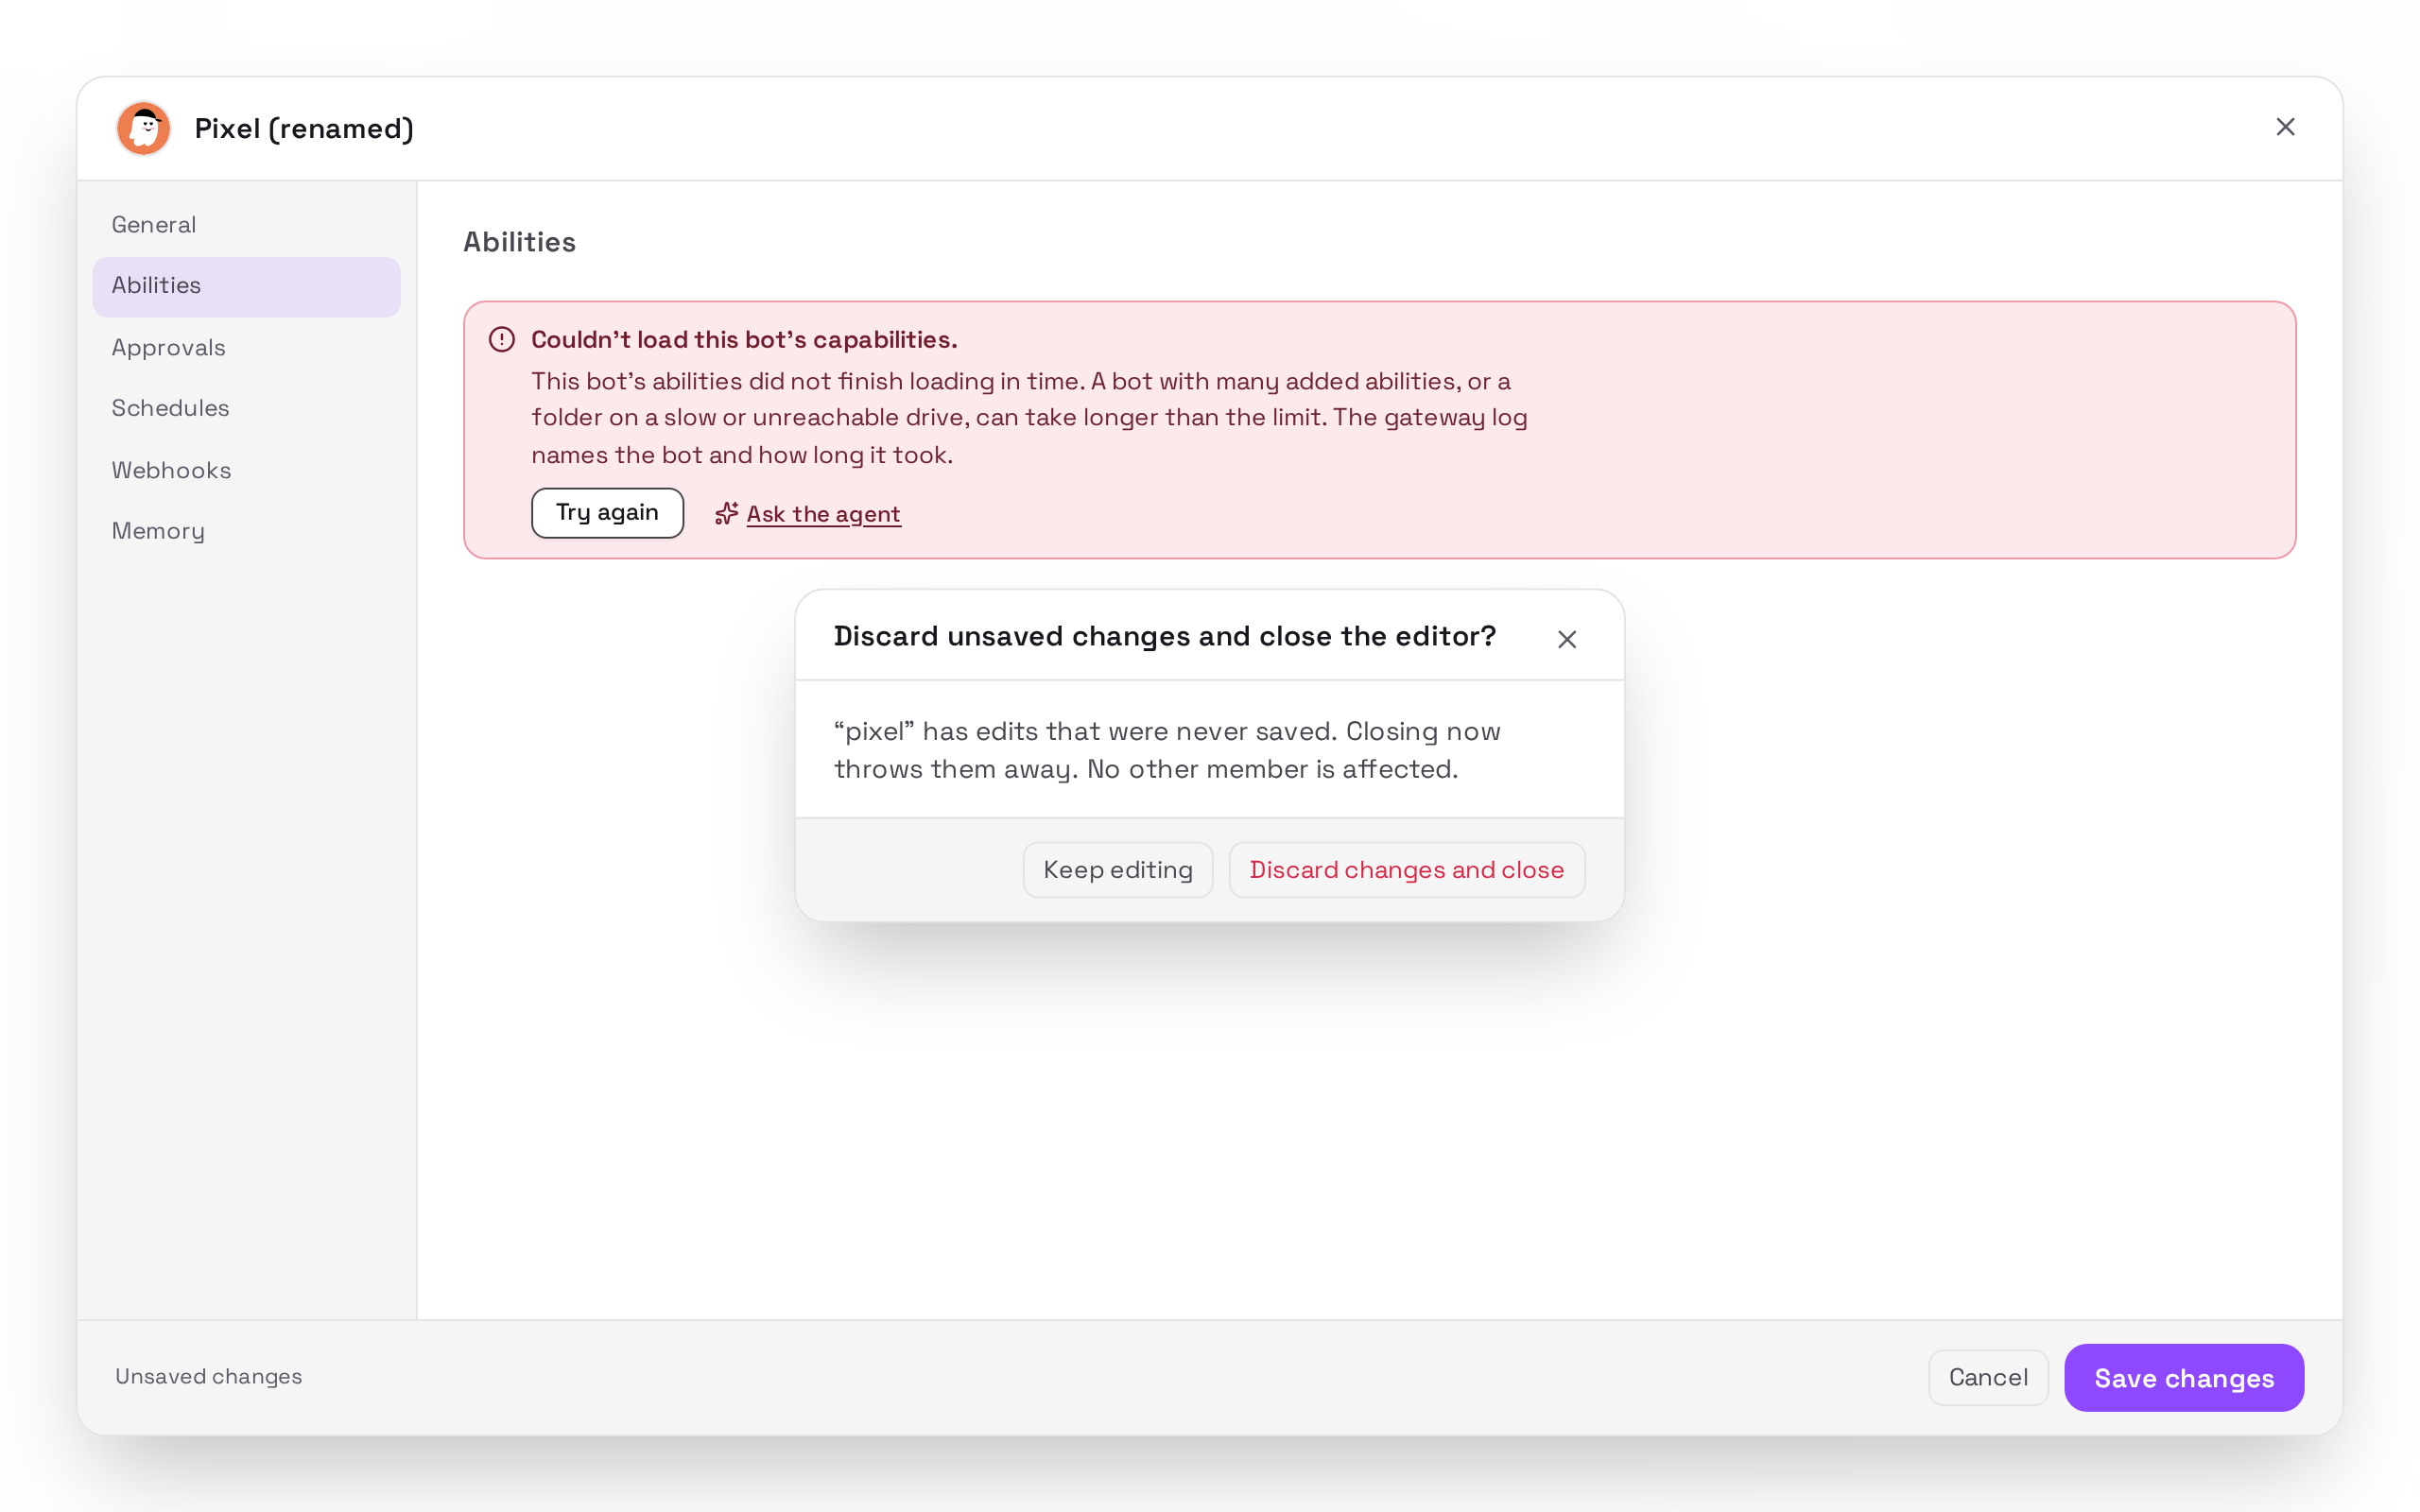 Pixel (renamed)
General
Abilities
Approvals
Schedules
Webhooks
Memory
Abilities
Couldn’t load this bot’s capabilities.
This bot’s abilities did not finish loading in time. A bot with many added abilities, or a
folder on a slow or unreachable drive, can take longer than the limit. The gateway log
names the bot and how long it took.
Try again
Ask the agent
Discard unsaved changes and close the editor?
“pixel” has edits that were never saved. Closing now
throws them away. No other member is affected.
Keep editing
Discard changes and close
Unsaved changes
Cancel
Save changes